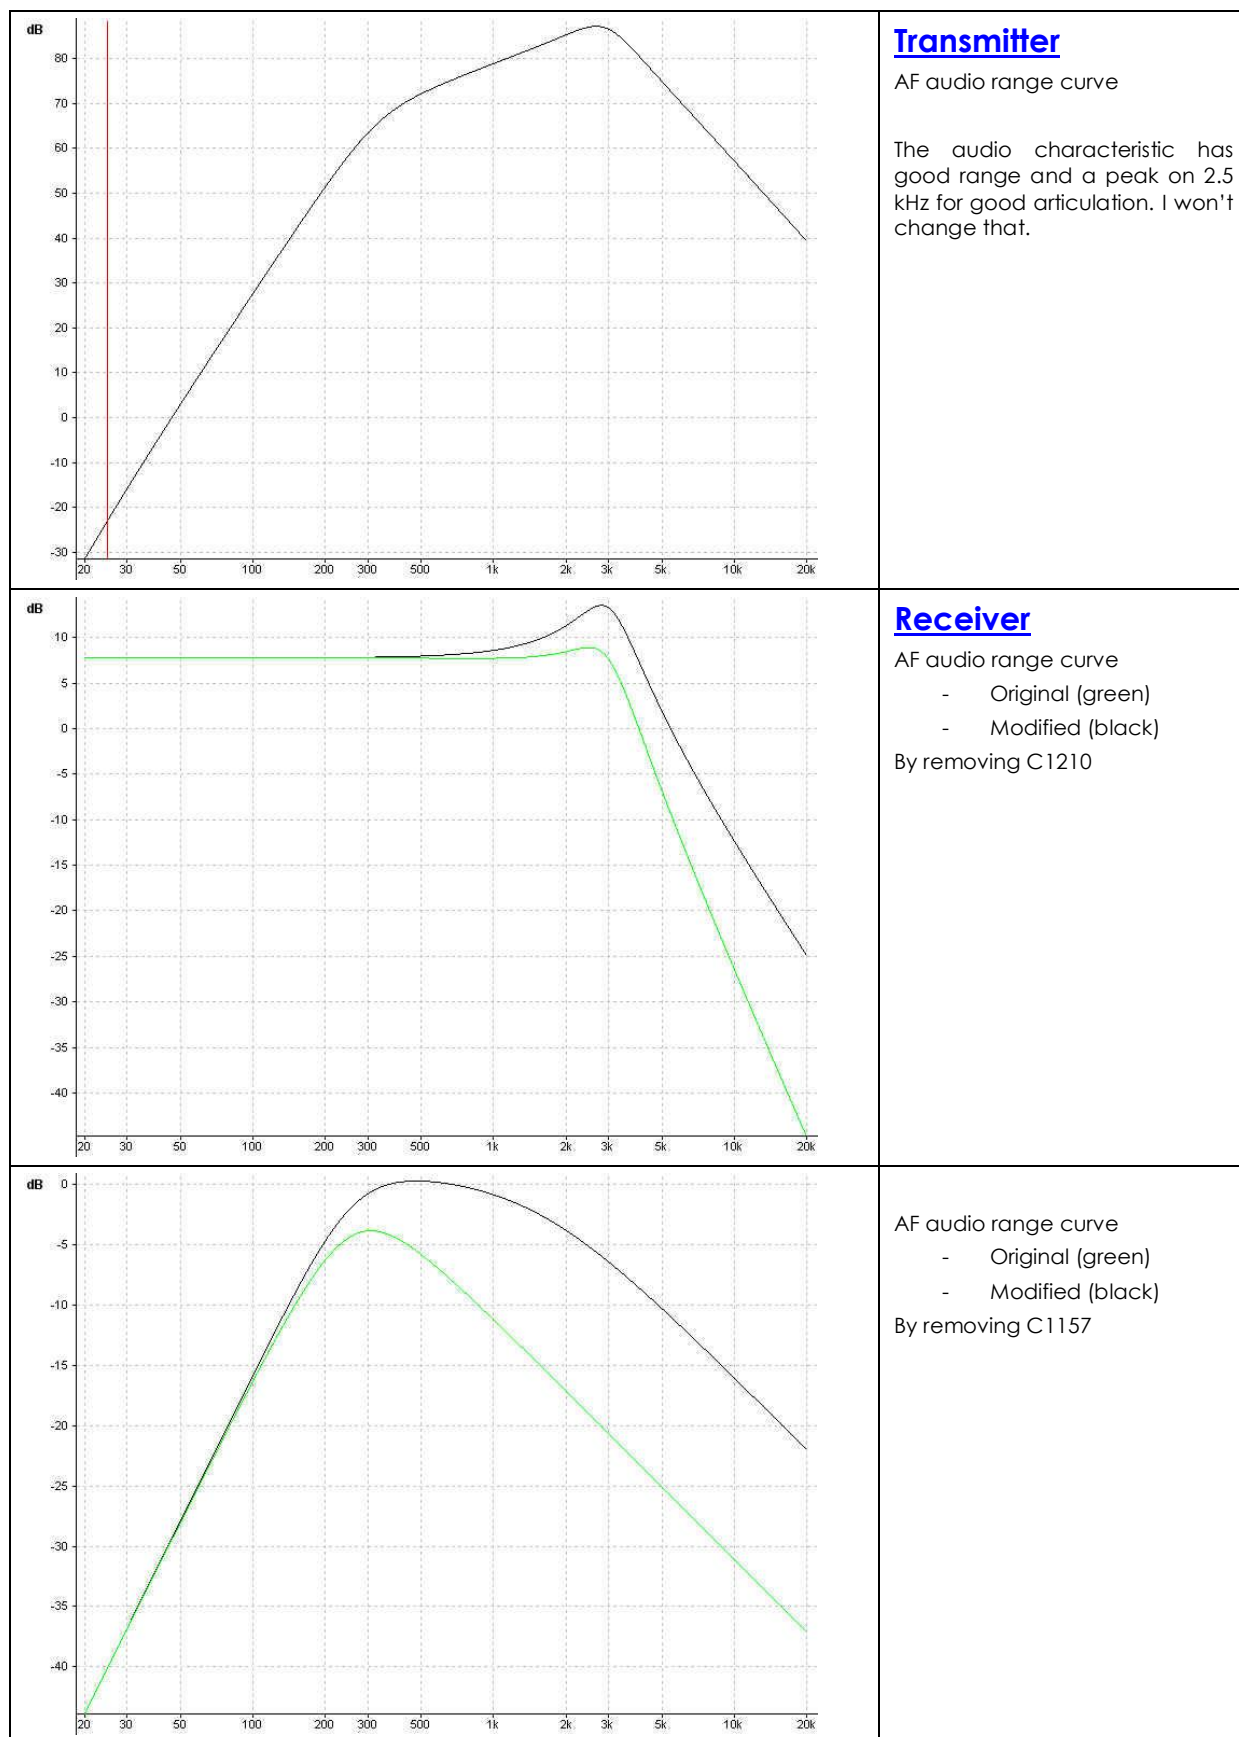 dB
80
70
60
50
40
30
20
10
0
-10
-20
-30
20 30 50 100 200 300 500 1k 2k 3k 5k 10k 20k
Transmitter
AF audio range curve
The audio characteristic has
good range and a peak on 2.5
kHz for good articulation. I won't
change that.
dB
10
5
0
-5
-10
-15
-20
-25
-30
-35
-40
20 30 50 100 200 300 500 1k 2k 3k 5k 10k 20k
Receiver
AF audio range curve
- Original (green)
- Modified (black)
By removing C1210
dB 0
-5
-10
-15
-20
-25
-30
-35
-40
20 30 50 100 200 300 500 1k 2k 3k 5k 10k 20k
AF audio range curve
- Original (green)
- Modified (black)
By removing C1157